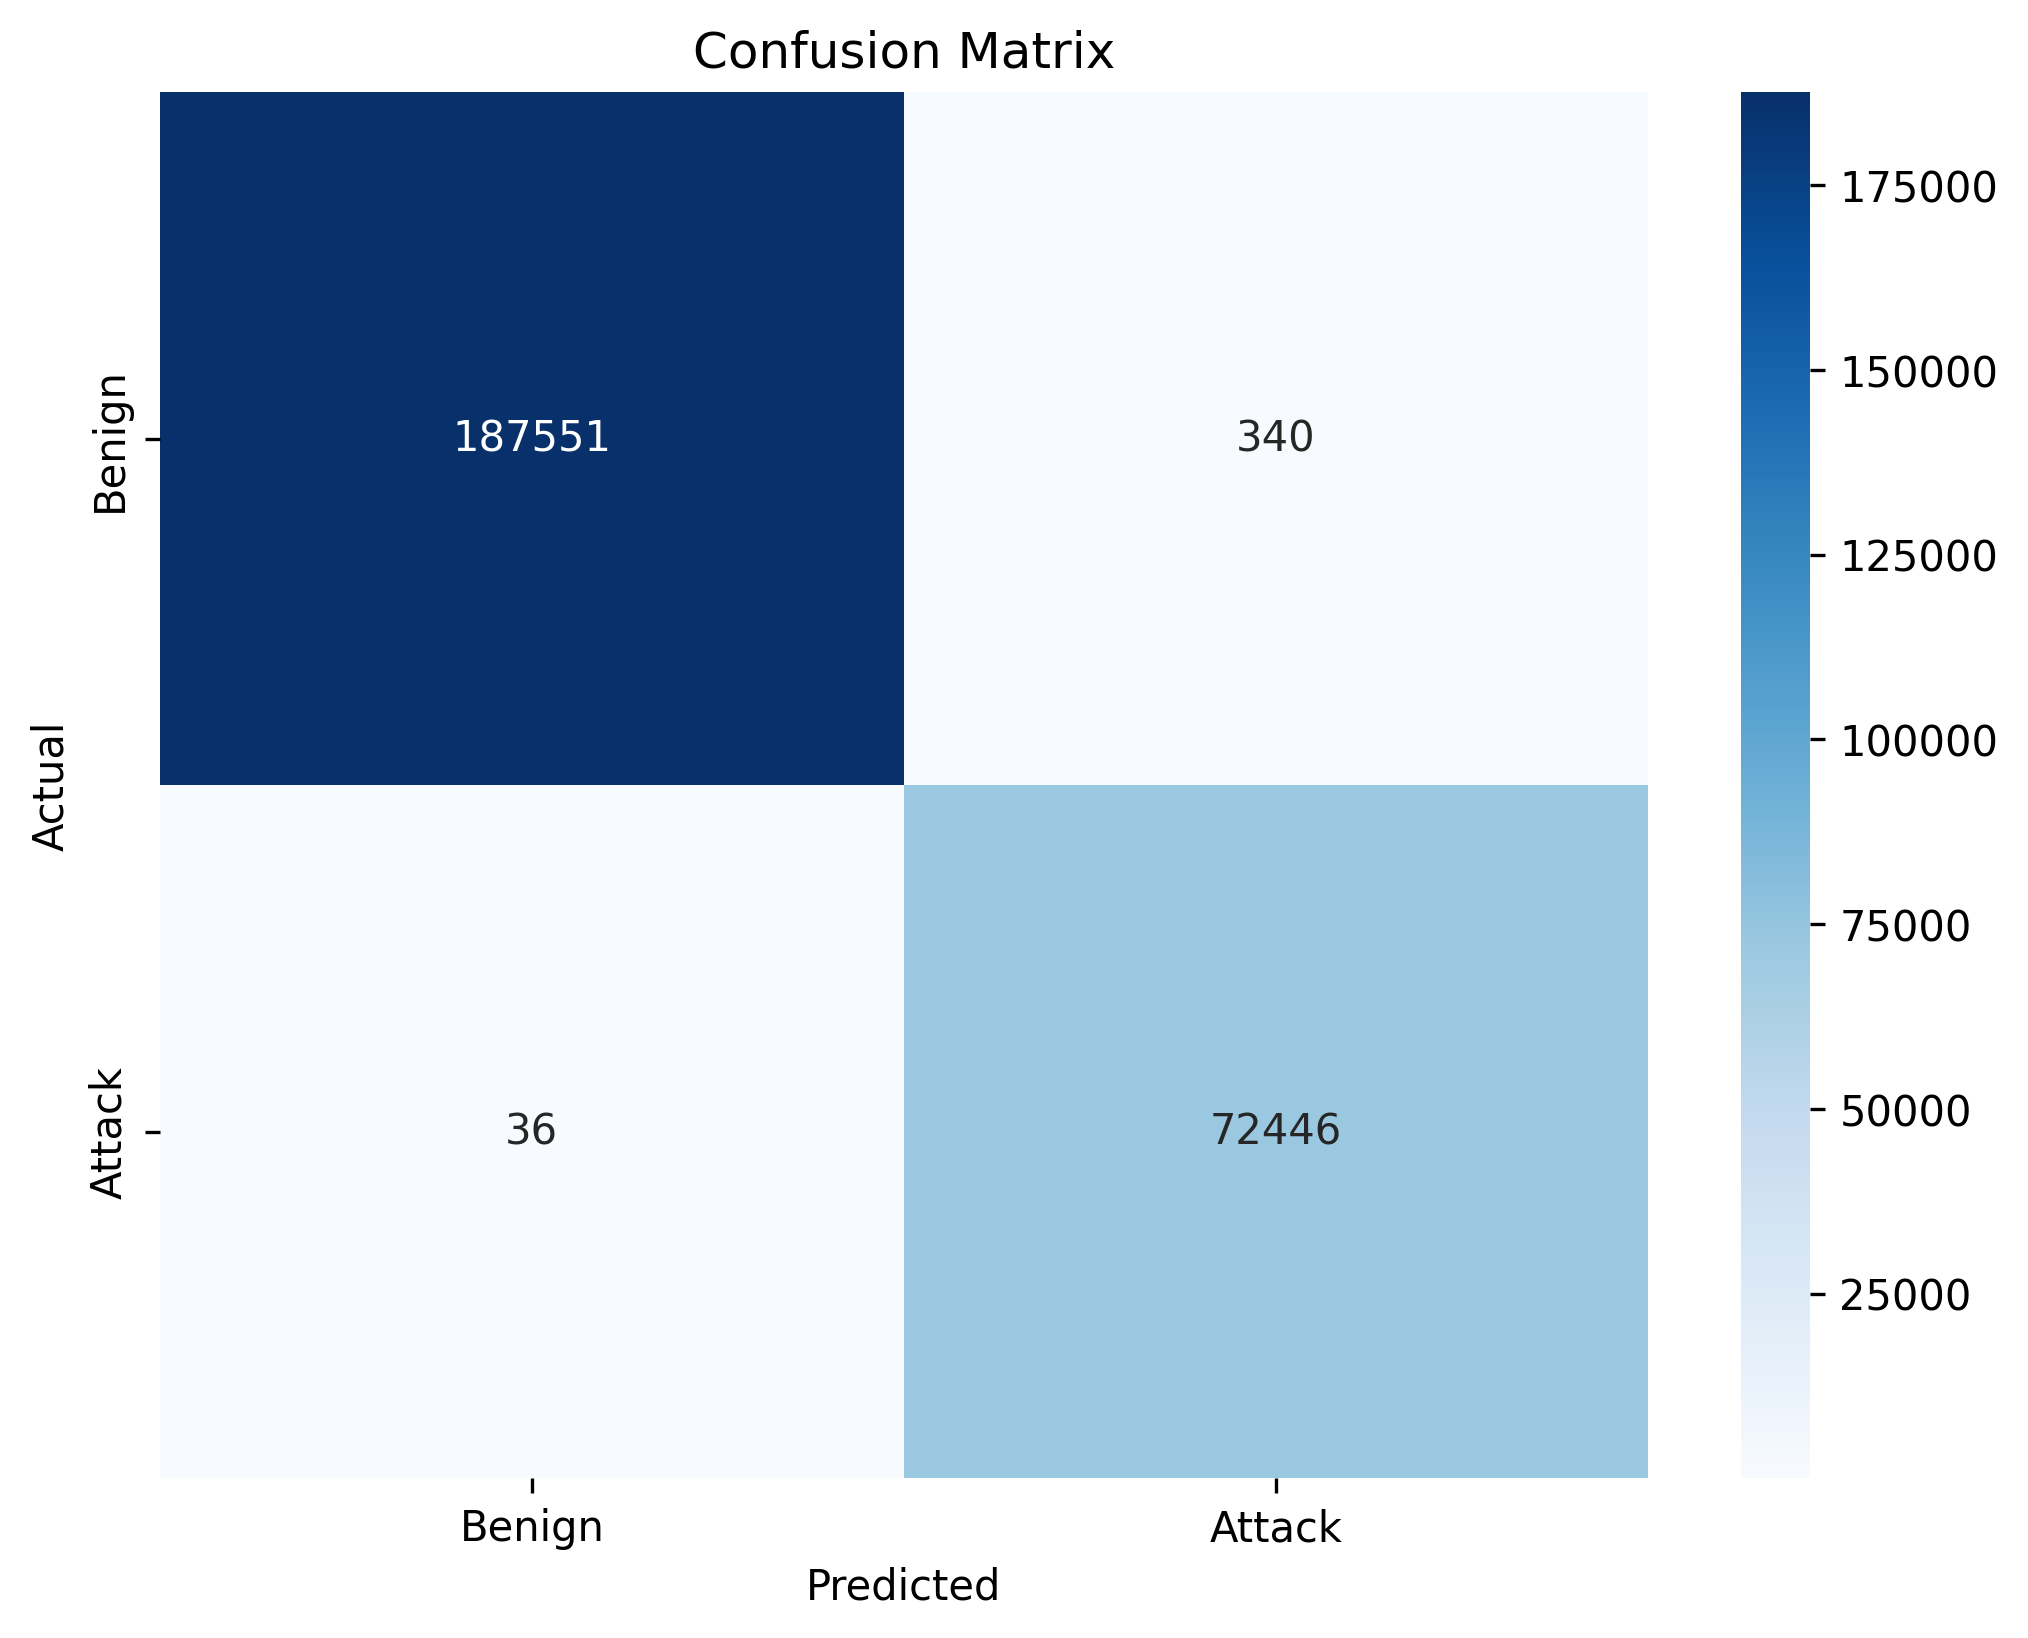 Confusion Matrix
Actual
Benign
Attack
187551
340
36
72446
Benign
Attack
Predicted
175000
150000
125000
100000
75000
50000
25000